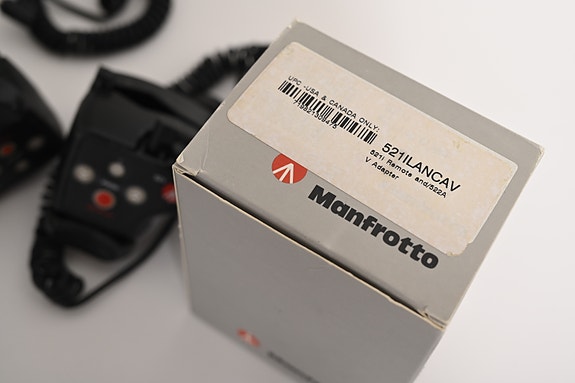 UPC -USA & CANADA ONLY:
521ILANCAV
521i Remote and/522A
V Adapter
Manfrotto